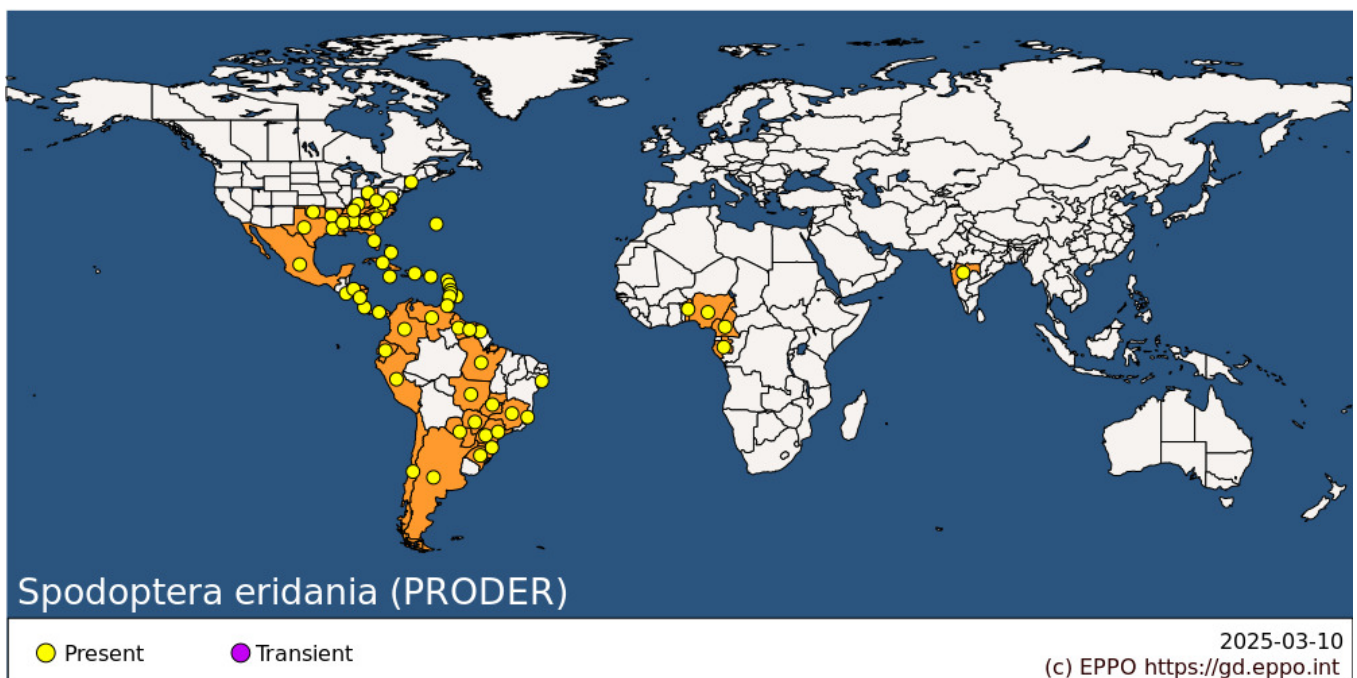 Spodoptera eridania (PRODER)
Present
Transient
2025-03-10
(c) EPPO https://gd.eppo.int